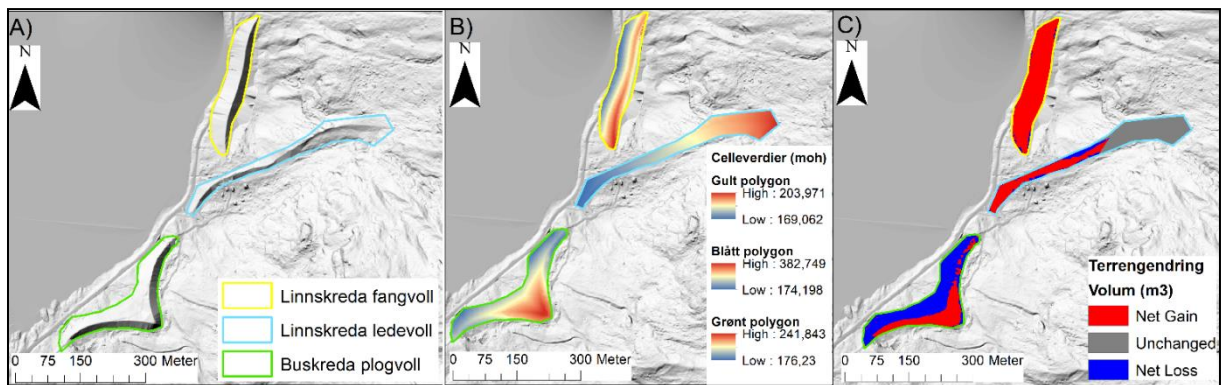 A)
N
Linnskreda fangvoll
Linnskreda ledevoll
Buskreda plogvoll
0 75 150 300 Meter
B)
N
Celleverdier (moh)
Gult polygon
High : 203,971
Low : 169,062
Blått polygon
High : 382,749
Low : 174,198
Grønt polygon
High : 241,843
Low : 176,23
0 75 150 300 Meter
C)
N
Terrengendring
Volum (m3)
Net Gain
Unchanged
Net Loss
0 75 150 300 Meter